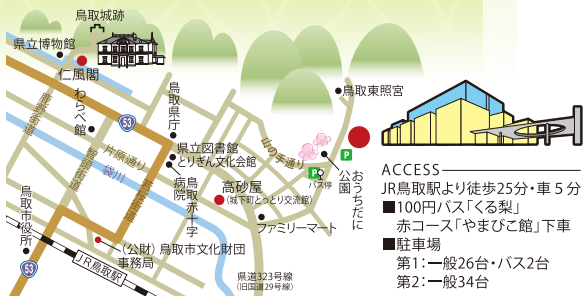 鳥取城跡
県立博物館
仁風閣
わらべ館
鹿野街道
智頭街道
片原通り
袋川
若桜街道
53
鳥取県庁
県立図書館
とりぎん文化会館
鳥取赤十字
病院
高砂屋
(城下町とっとり交流館)
ファミリーマート
山の手通り
鳥取東照宮
P
P
バス停
おうちだに
公園
鳥取市役所
53
(公財)鳥取市文化財団
事務局
JR鳥取駅
県道323号線
(旧国道29号線)
ACCESS
JR鳥取駅より徒歩25分・車5分
■100円バス「くる梨」
赤コース「やまびこ館」下車
■駐車場
第1:一般26台・バス2台
第2:一般34台